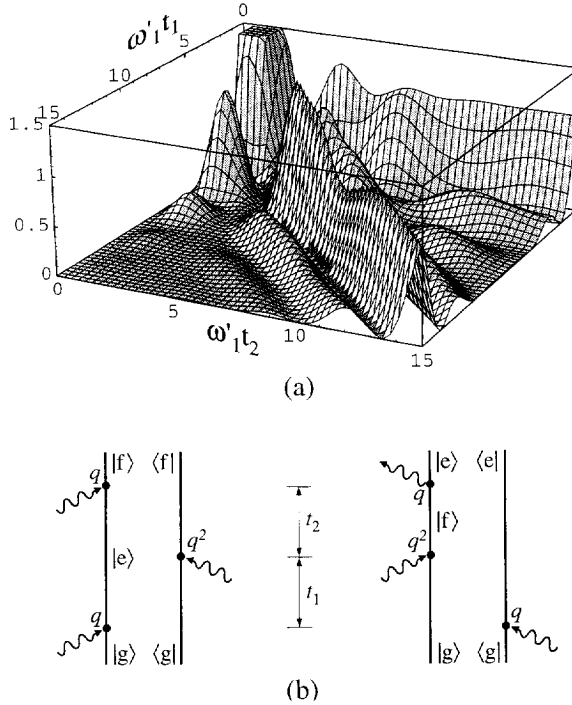 0
ω'₁t₁
5
10
15
1.5
1
0.5
0
0
5
ω'₁t₂
10
15
(a)
|f⟩ ⟨f|
q
|e⟩
q²
q
|g⟩ ⟨g|
t₂
t₁
|e⟩ ⟨e|
q
|f⟩
q²
q
|g⟩ ⟨g|
(b)